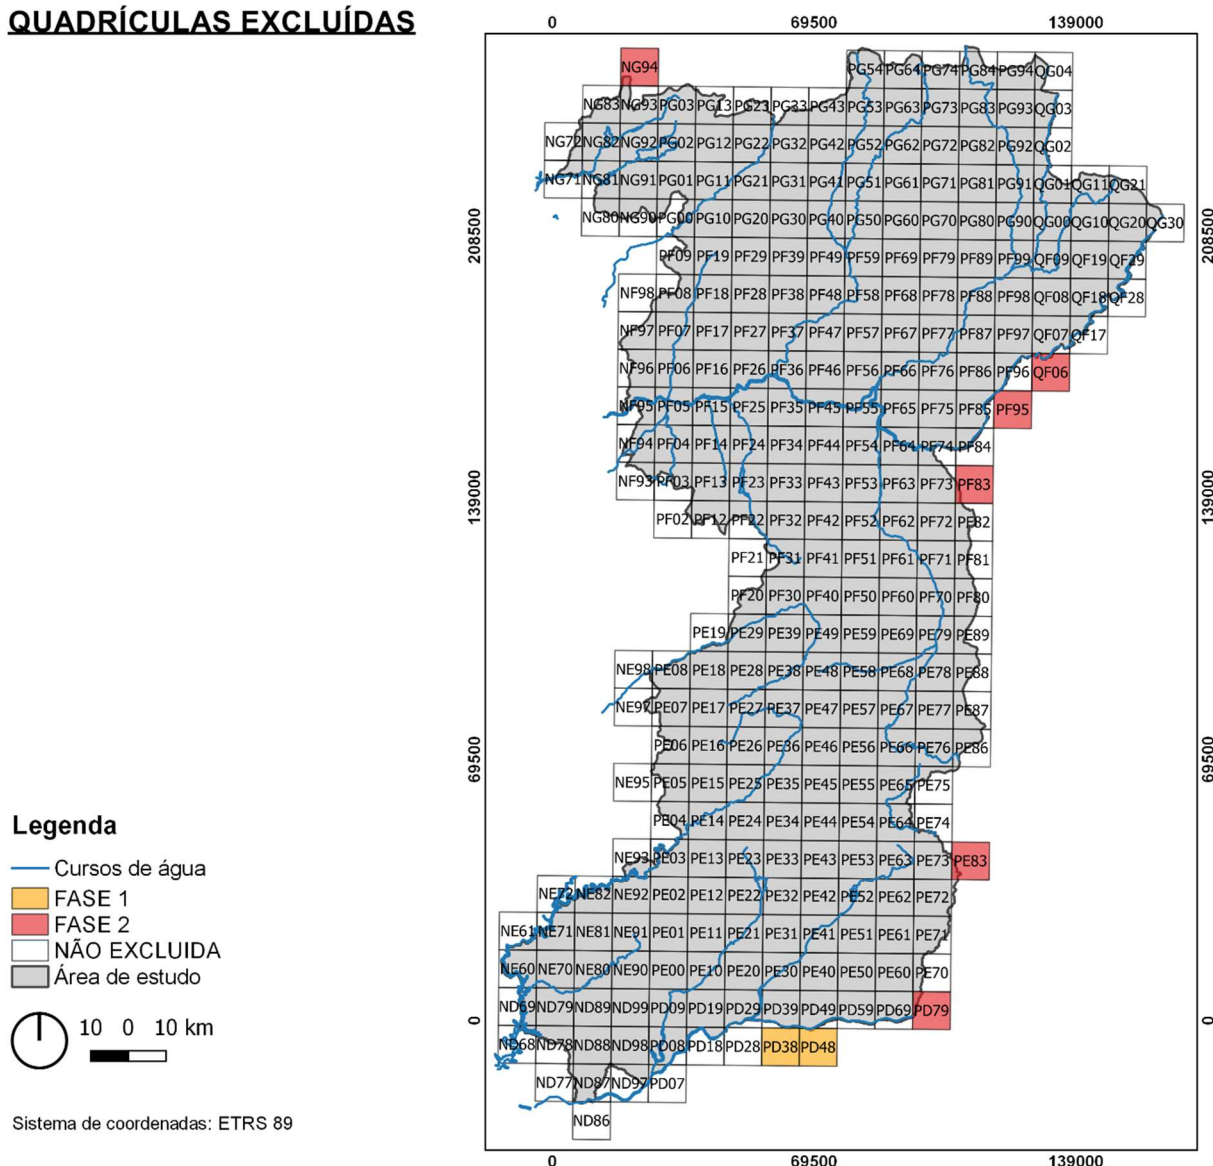 QUADRÍCULAS EXCLUÍDAS
0 69500 139000
NG94 PG54 PG64 PG74 PG84 PG94 QG04
NG83 NG93 PG03 PG13 PG23 PG33 PG43 PG53 PG63 PG73 PG83 PG93 QG03
NG72 NG82 NG92 PG02 PG12 PG22 PG32 PG42 PG52 PG62 PG72 PG82 PG92 QG02
NG71 NG81 NG91 PG01 PG11 PG21 PG31 PG41 PG51 PG61 PG71 PG81 PG91 QG01 QG11 QG21
208500 NG80 NG90 PG00 PG10 PG20 PG30 PG40 PG50 PG60 PG70 PG80 PG90 QG00 QG10 QG20 QG30 208500
PF09 PF19 PF29 PF39 PF49 PF59 PF69 PF79 PF89 PF99 QF09 QF19 QF29
NF98 PF08 PF18 PF28 PF38 PF48 PF58 PF68 PF78 PF88 PF98 QF08 QF18 QF28
NF97 PF07 PF17 PF27 PF37 PF47 PF57 PF67 PF77 PF87 PF97 QF07 QF17
NF96 PF06 PF16 PF26 PF36 PF46 PF56 PF66 PF76 PF86 PF96 QF06
NF95 PF05 PF15 PF25 PF35 PF45 PF55 PF65 PF75 PF85 PF95
NF94 PF04 PF14 PF24 PF34 PF44 PF54 PF64 PF74 PF84
139000 NF93 PF03 PF13 PF23 PF33 PF43 PF53 PF63 PF73 PF83 139000
PF02 PF12 PF22 PF32 PF42 PF52 PF62 PF72 PF82
PF21 PF31 PF41 PF51 PF61 PF71 PF81
PF20 PF30 PF40 PF50 PF60 PF70 PF80
PE19 PE29 PE39 PE49 PE59 PE69 PE79 PE89
NE98 PE08 PE18 PE28 PE38 PE48 PE58 PE68 PE78 PE88
NE97 PE07 PE17 PE27 PE37 PE47 PE57 PE67 PE77 PE87
69500 PE06 PE16 PE26 PE36 PE46 PE56 PE66 PE76 PE86 69500
NE95 PE05 PE15 PE25 PE35 PE45 PE55 PE65 PE75
PE04 PE14 PE24 PE34 PE44 PE54 PE64 PE74
NE93 PE03 PE13 PE23 PE33 PE43 PE53 PE63 PE73 PE83
NE72 NE82 NE92 PE02 PE12 PE22 PE32 PE42 PE52 PE62 PE72
NE61 NE71 NE81 NE91 PE01 PE11 PE21 PE31 PE41 PE51 PE61 PE71
NE60 NE70 NE80 NE90 PE00 PE10 PE20 PE30 PE40 PE50 PE60 PE70
0 ND69 ND79 ND89 ND99 PD09 PD19 PD29 PD39 PD49 PD59 PD69 PD79 0
ND68 ND78 ND88 ND98 PD08 PD18 PD28 PD38 PD48
ND77 ND87 ND97 PD07
ND86
0 69500 139000
Legenda
Cursos de água
FASE 1
FASE 2
NÃO EXCLUIDA
Área de estudo
10 0 10 km
Sistema de coordenadas: ETRS 89